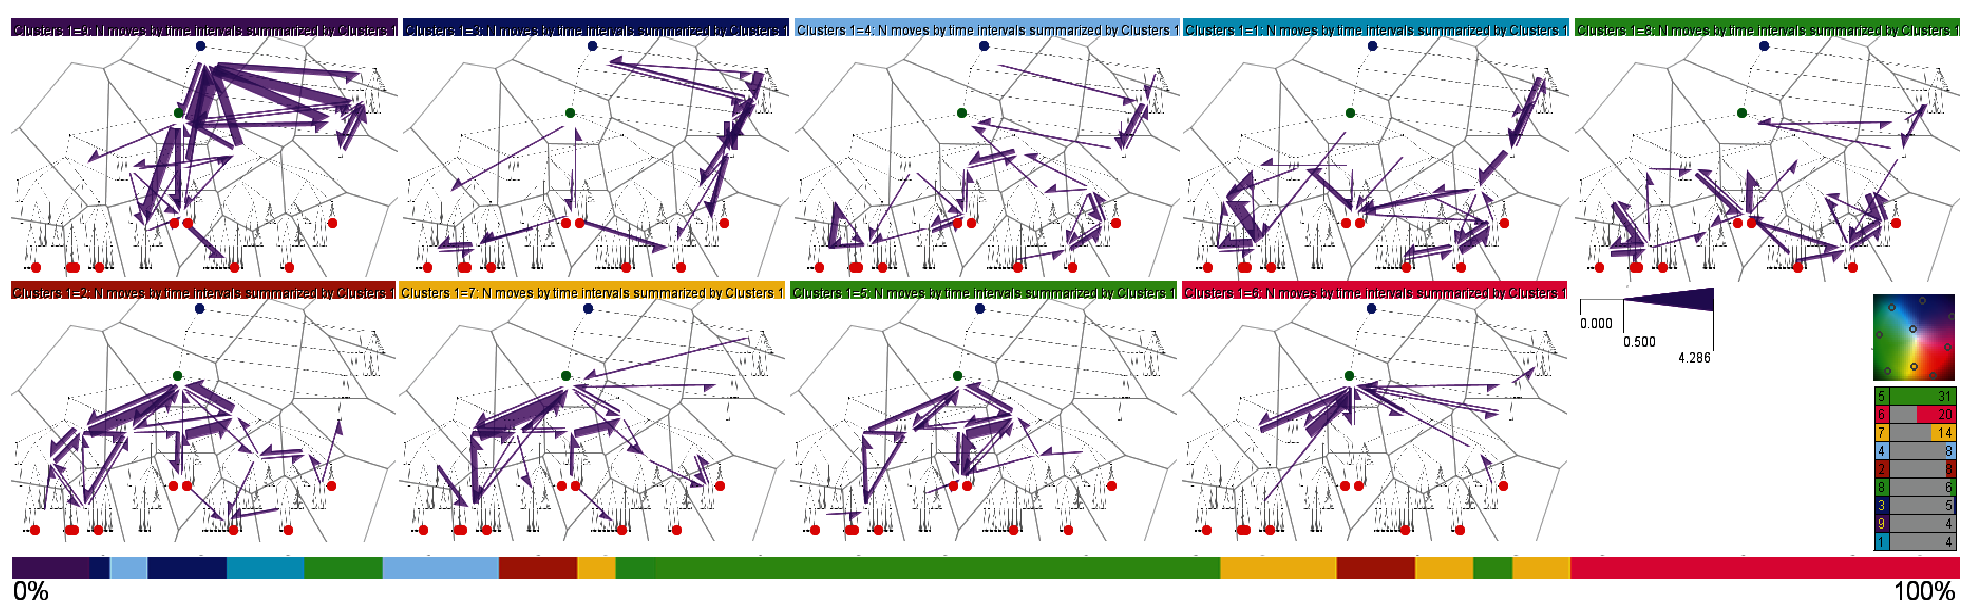 Clusters 1=9: N moves by time intervals summarized by Clusters 1
Clusters 1=3: N moves by time intervals summarized by Clusters 1
Clusters 1=4: N moves by time intervals summarized by Clusters 1
Clusters 1=1: N moves by time intervals summarized by Clusters 1
Clusters 1=8: N moves by time intervals summarized by Clusters 1
Clusters 1=2: N moves by time intervals summarized by Clusters 1
Clusters 1=7: N moves by time intervals summarized by Clusters 1
Clusters 1=5: N moves by time intervals summarized by Clusters 1
Clusters 1=6: N moves by time intervals summarized by Clusters 1
0.000
0.500
4.286
5 31
6 20
7 14
4 8
2 8
8 6
3 5
9 4
1 4
0%
100%